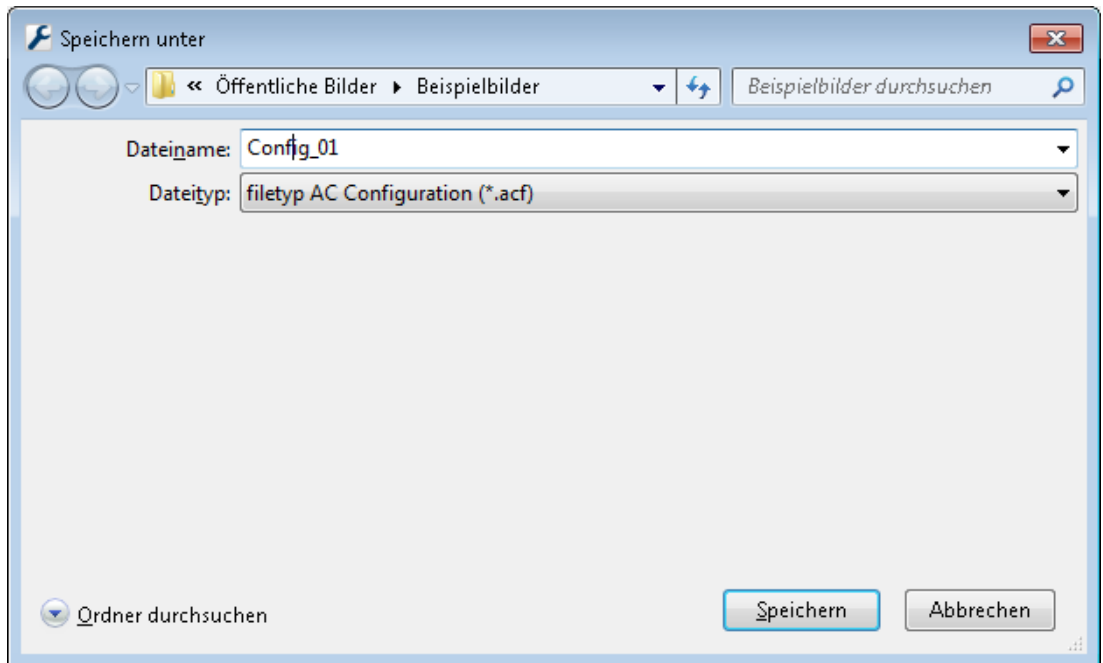 Speichern unter
« Öffentliche Bilder ▸ Beispielbilder Beispielbilder durchsuchen
Dateiname: Config_01
Dateityp: filetyp AC Configuration (*.acf)
Ordner durchsuchen Speichern Abbrechen